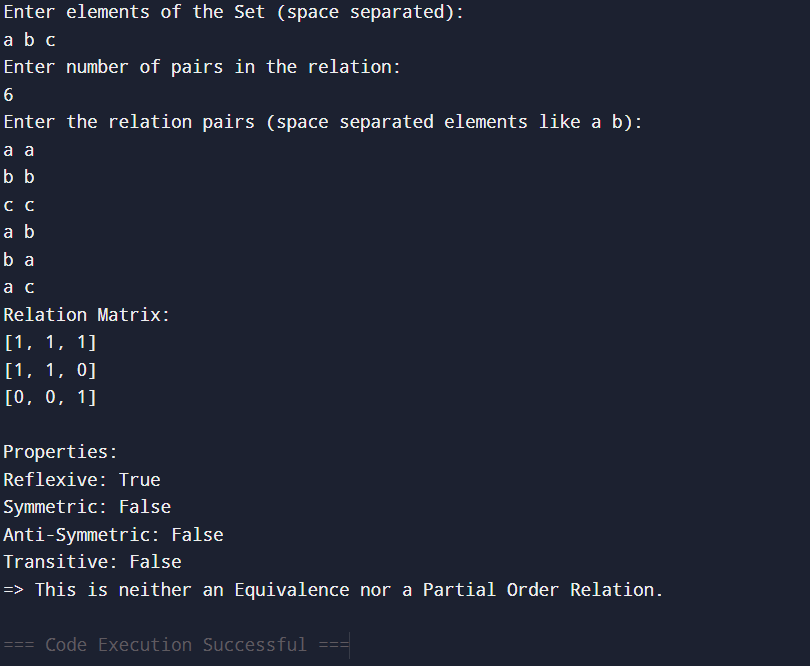 Enter elements of the Set (space separated):
a b c
Enter number of pairs in the relation:
6
Enter the relation pairs (space separated elements like a b):
a a
b b
c c
a b
b a
a c
Relation Matrix:
[1, 1, 1]
[1, 1, 0]
[0, 0, 1]

Properties:
Reflexive: True
Symmetric: False
Anti-Symmetric: False
Transitive: False
=> This is neither an Equivalence nor a Partial Order Relation.

=== Code Execution Successful ===